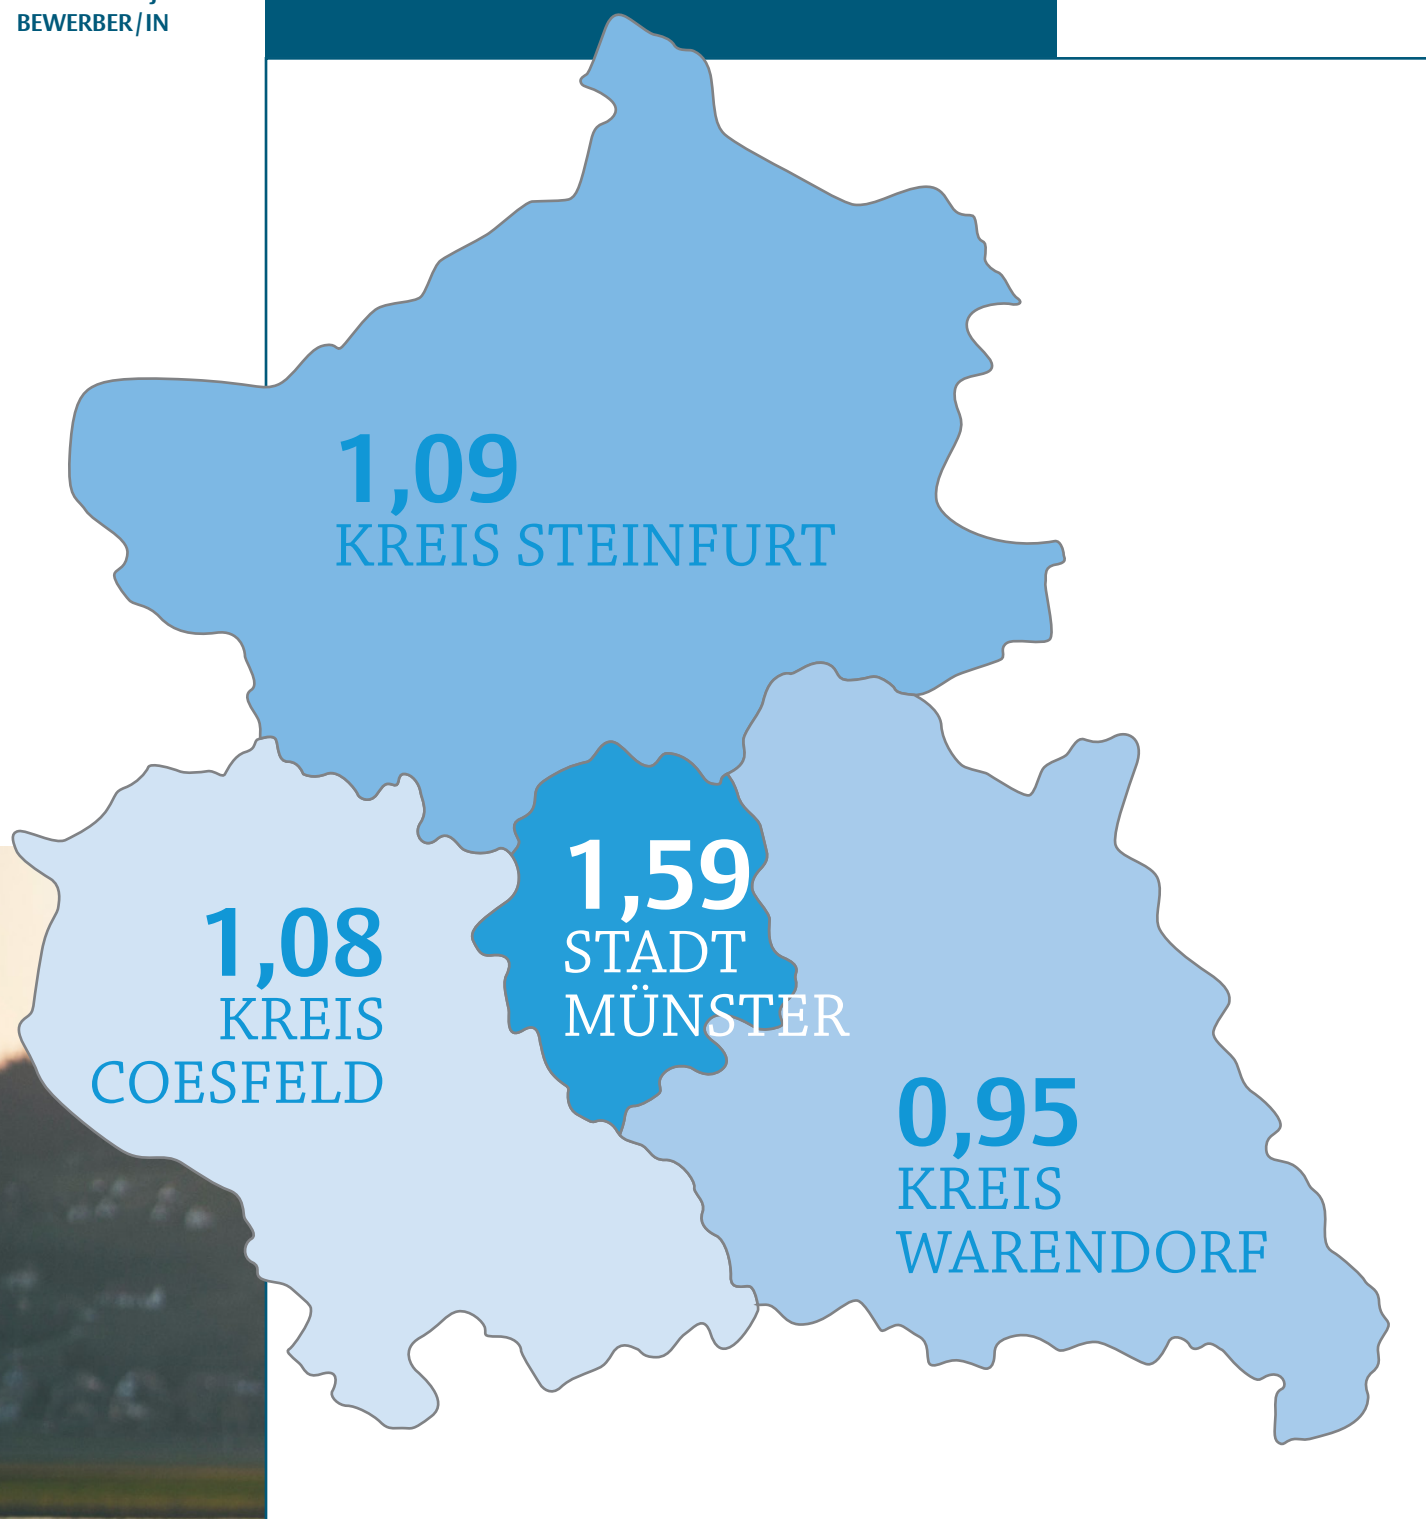 BEWERBER/IN
1,09
KREIS STEINFURT
1,59
STADT
MÜNSTER
1,08
KREIS
COESFELD
0,95
KREIS
WARENDORF